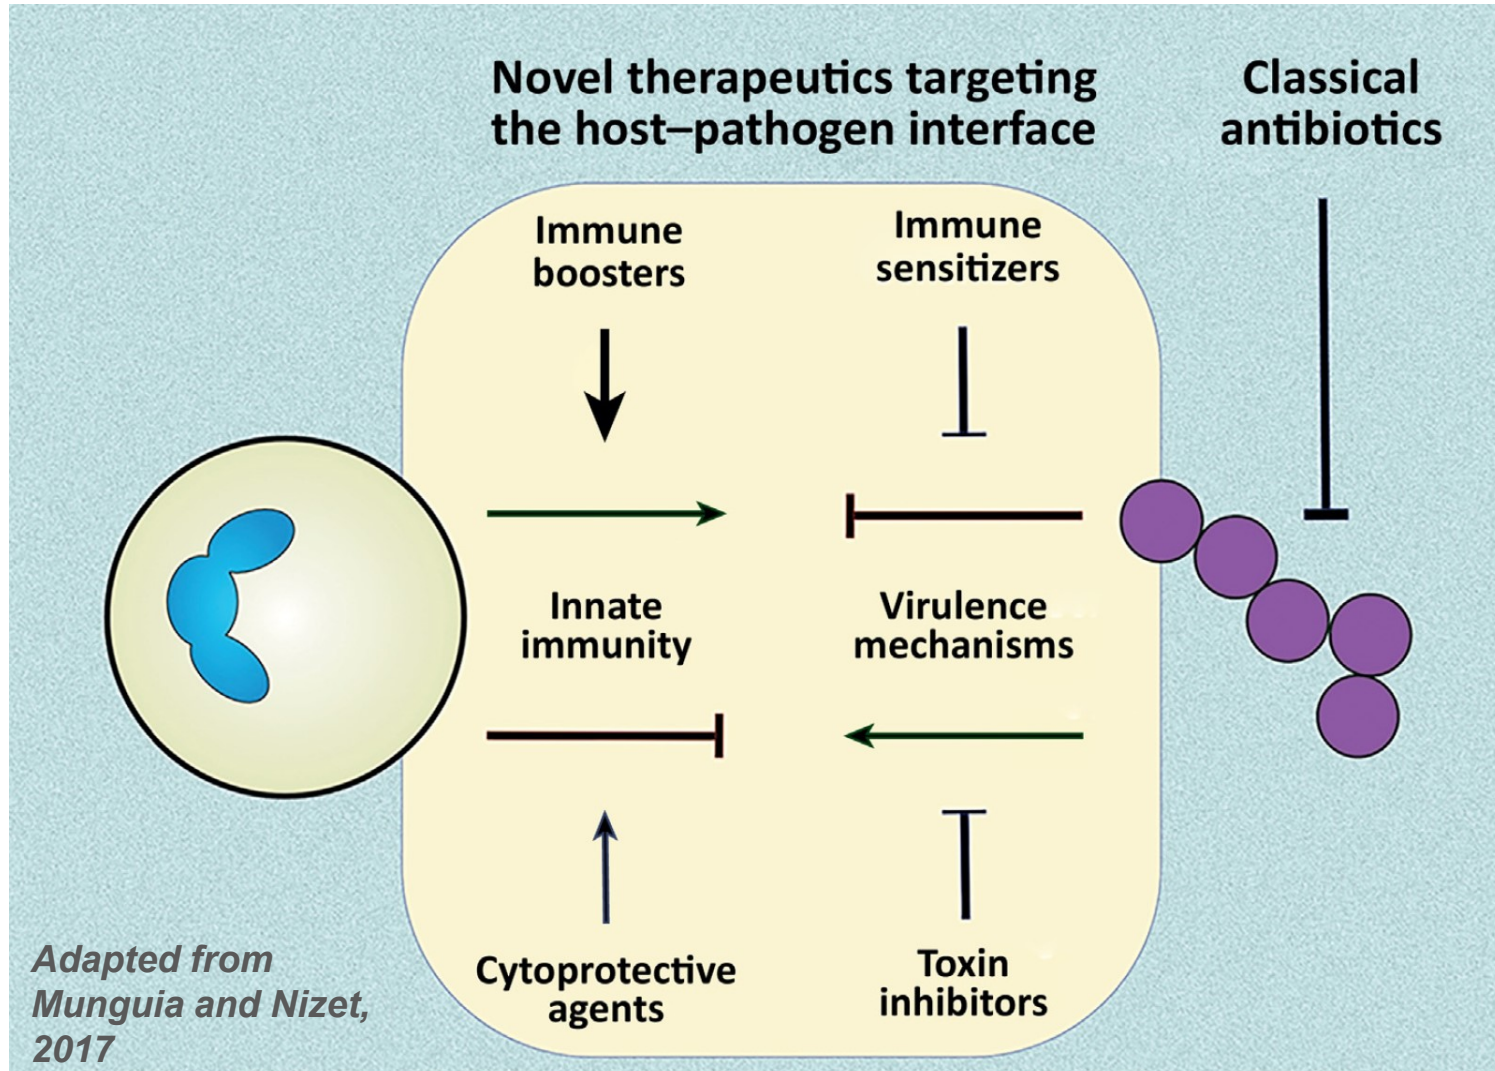 Novel therapeutics targeting
the host–pathogen interface
Classical
antibiotics
Immune
boosters
Immune
sensitizers
Innate
immunity
Virulence
mechanisms
Cytoprotective
agents
Toxin
inhibitors
Adapted from
Munguia and Nizet,
2017